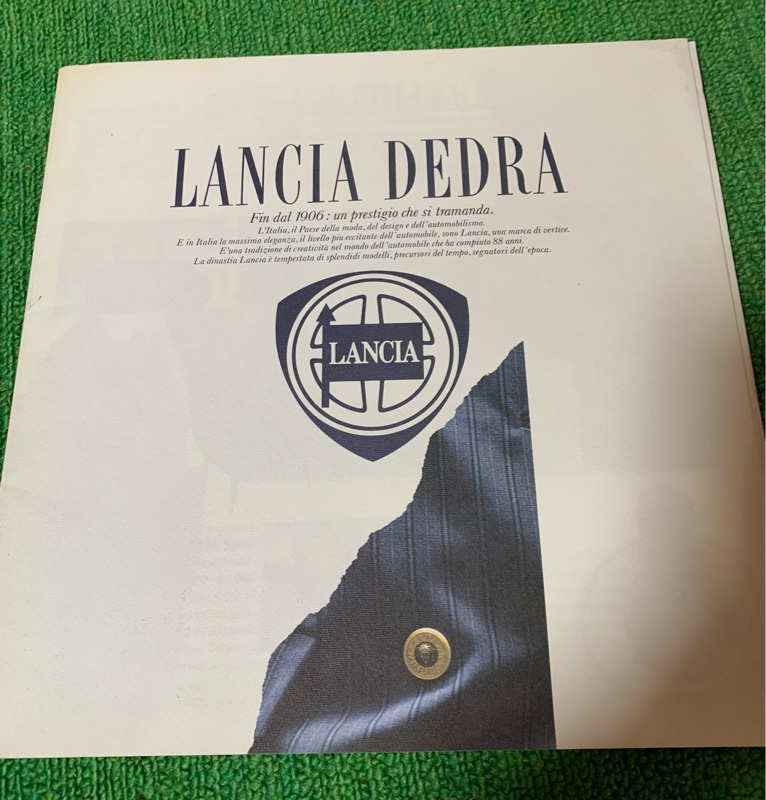 LANCIA DEDRA
Fin dal 1906: un prestigio che si tramanda.
L'Italia, il Paese della moda, del design e dell'automobilismo.
E in Italia la massima eleganza, il livello piu eccitante dell'automobile, sono Lancia, una marca di vertice.
E'una tradizione di creatività nel mondo dell'automobile che ha compiuto 88 anni.
La dinastia Lancia è tempestata di splendidi modelli, precursori del tempo, segnatori dell'epoca.
LANCIA